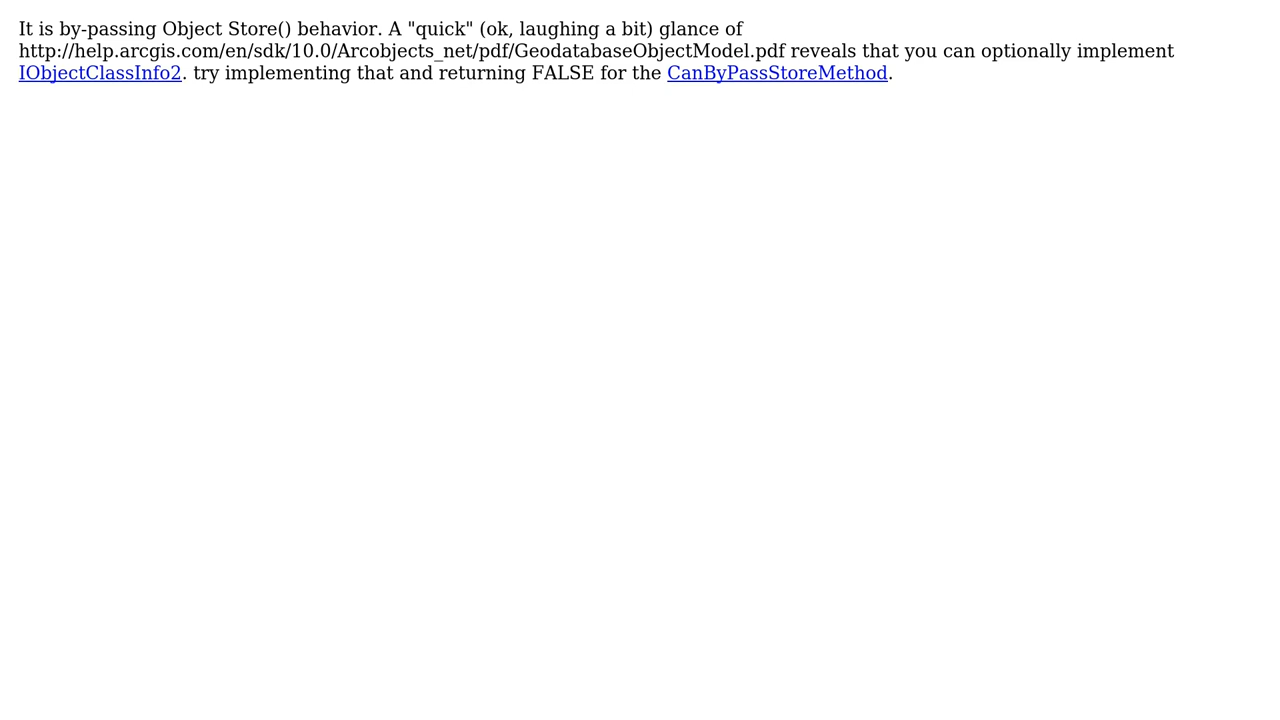 It is by-passing Object Store() behavior. A "quick" (ok, laughing a bit) glance of
http://help.arcgis.com/en/sdk/10.0/Arcobjects_net/pdf/GeodatabaseObjectModel.pdf reveals that you can optionally implement
IObjectClassInfo2. try implementing that and returning FALSE for the CanByPassStoreMethod.